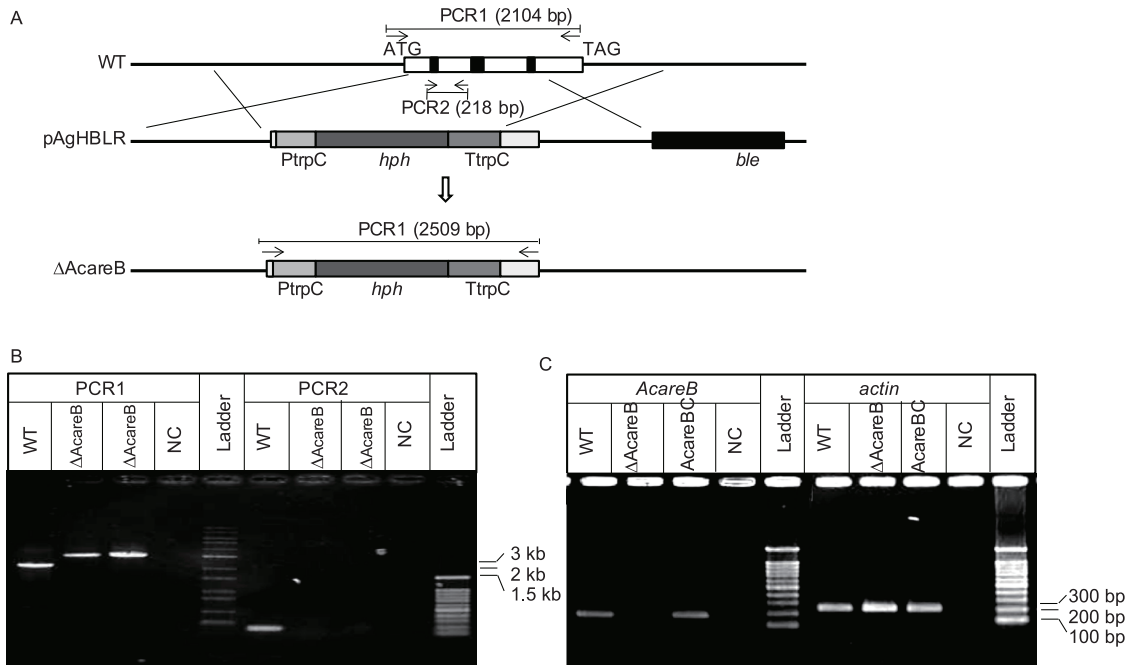 A
PCR1 (2104 bp)
ATG
TAG
WT
PCR2 (218 bp)
pAgHBLR
PtrpC
hph
TtrpC
ble
PCR1 (2509 bp)
ΔAcareB
PtrpC
hph
TtrpC
B
PCR1
Ladder
PCR2
Ladder
WT
ΔAcareB
ΔAcareB
NC
WT
ΔAcareB
ΔAcareB
NC
3 kb
2 kb
1.5 kb
C
AcareB
Ladder
actin
Ladder
WT
ΔAcareB
AcareBC
NC
WT
ΔAcareB
AcareBC
NC
300 bp
200 bp
100 bp